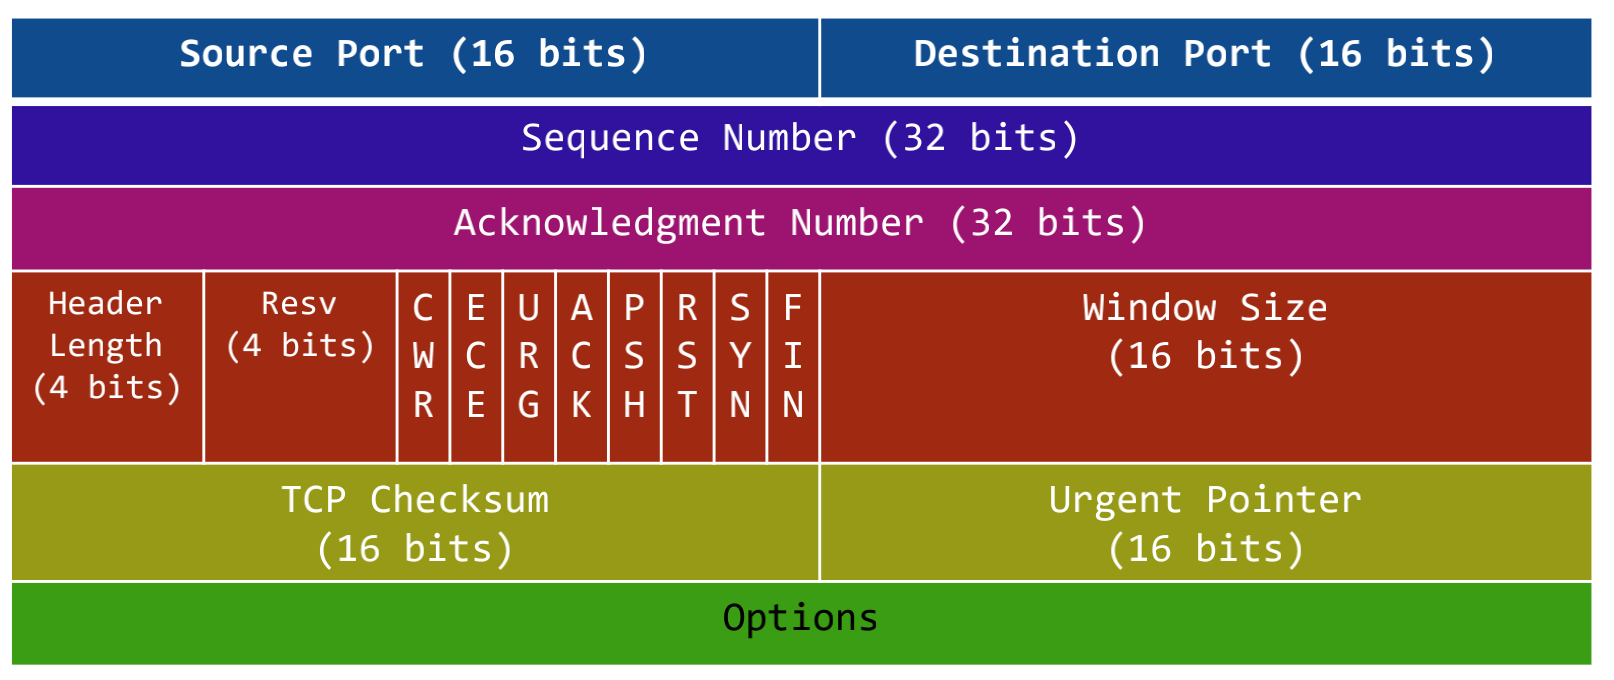 Source Port (16 bits)
Destination Port (16 bits)
Sequence Number (32 bits)
Acknowledgment Number (32 bits)
Header
Length
(4 bits)
Resv
(4 bits)
CWR
ECE
URG
ACK
PSH
RST
SYN
FIN
Window Size
(16 bits)
TCP Checksum
(16 bits)
Urgent Pointer
(16 bits)
Options